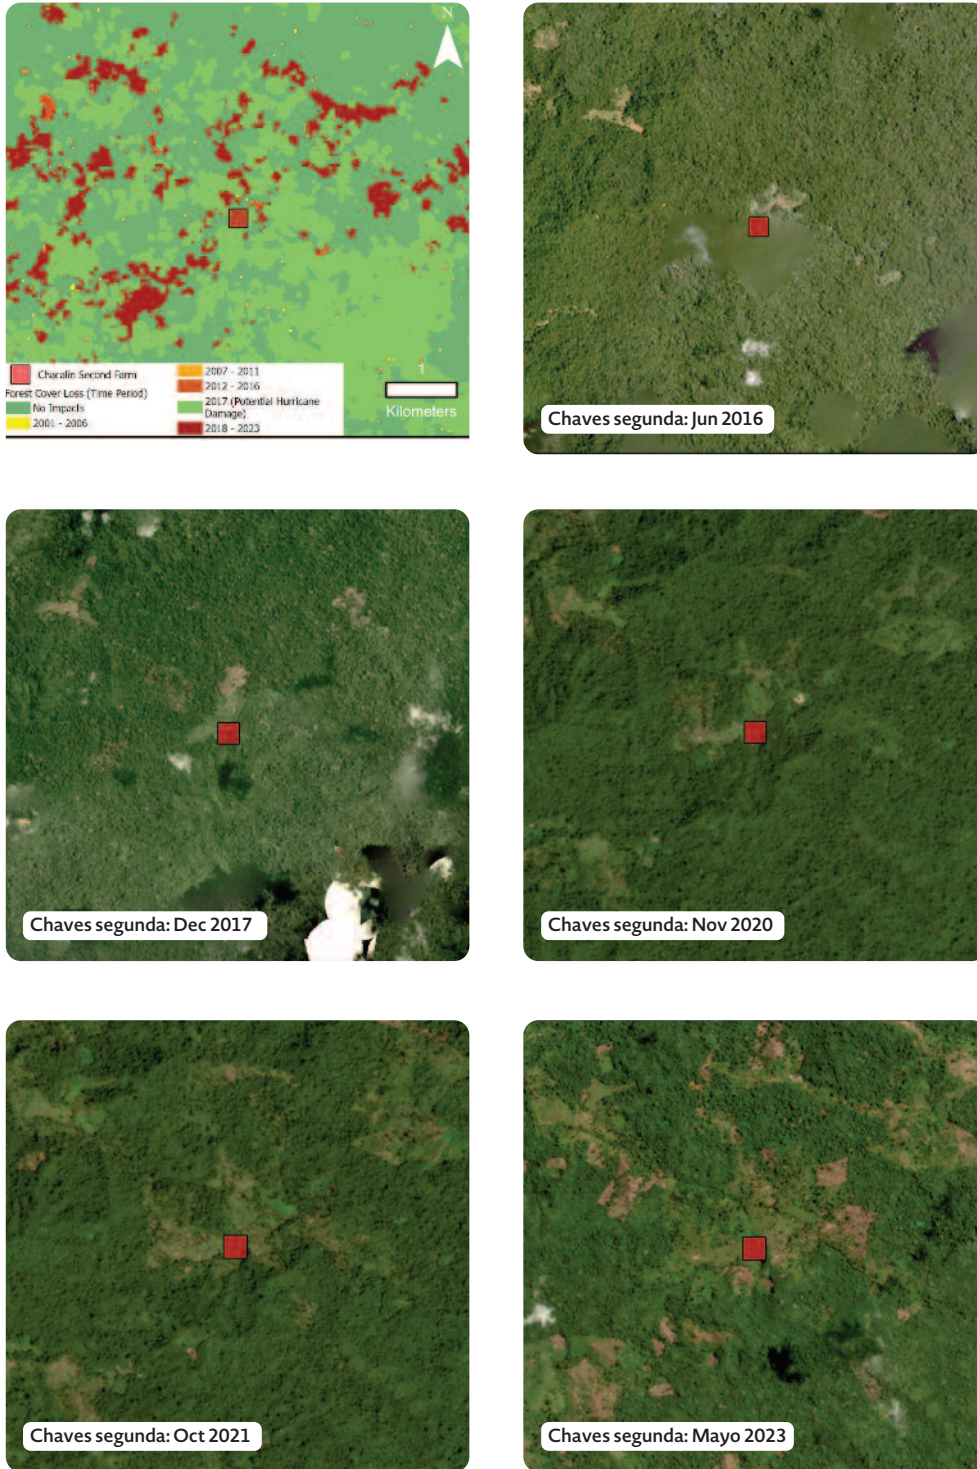 N
Chacalin Second Farm
Forest Cover Loss (Time Period)
No Impacts
2001 - 2006
2007 - 2011
2012 - 2016
2017 (Potential Hurricane
Damage)
2018 - 2023
1
Kilometers
Chaves segunda: Jun 2016
Chaves segunda: Dec 2017
Chaves segunda: Nov 2020
Chaves segunda: Oct 2021
Chaves segunda: Mayo 2023